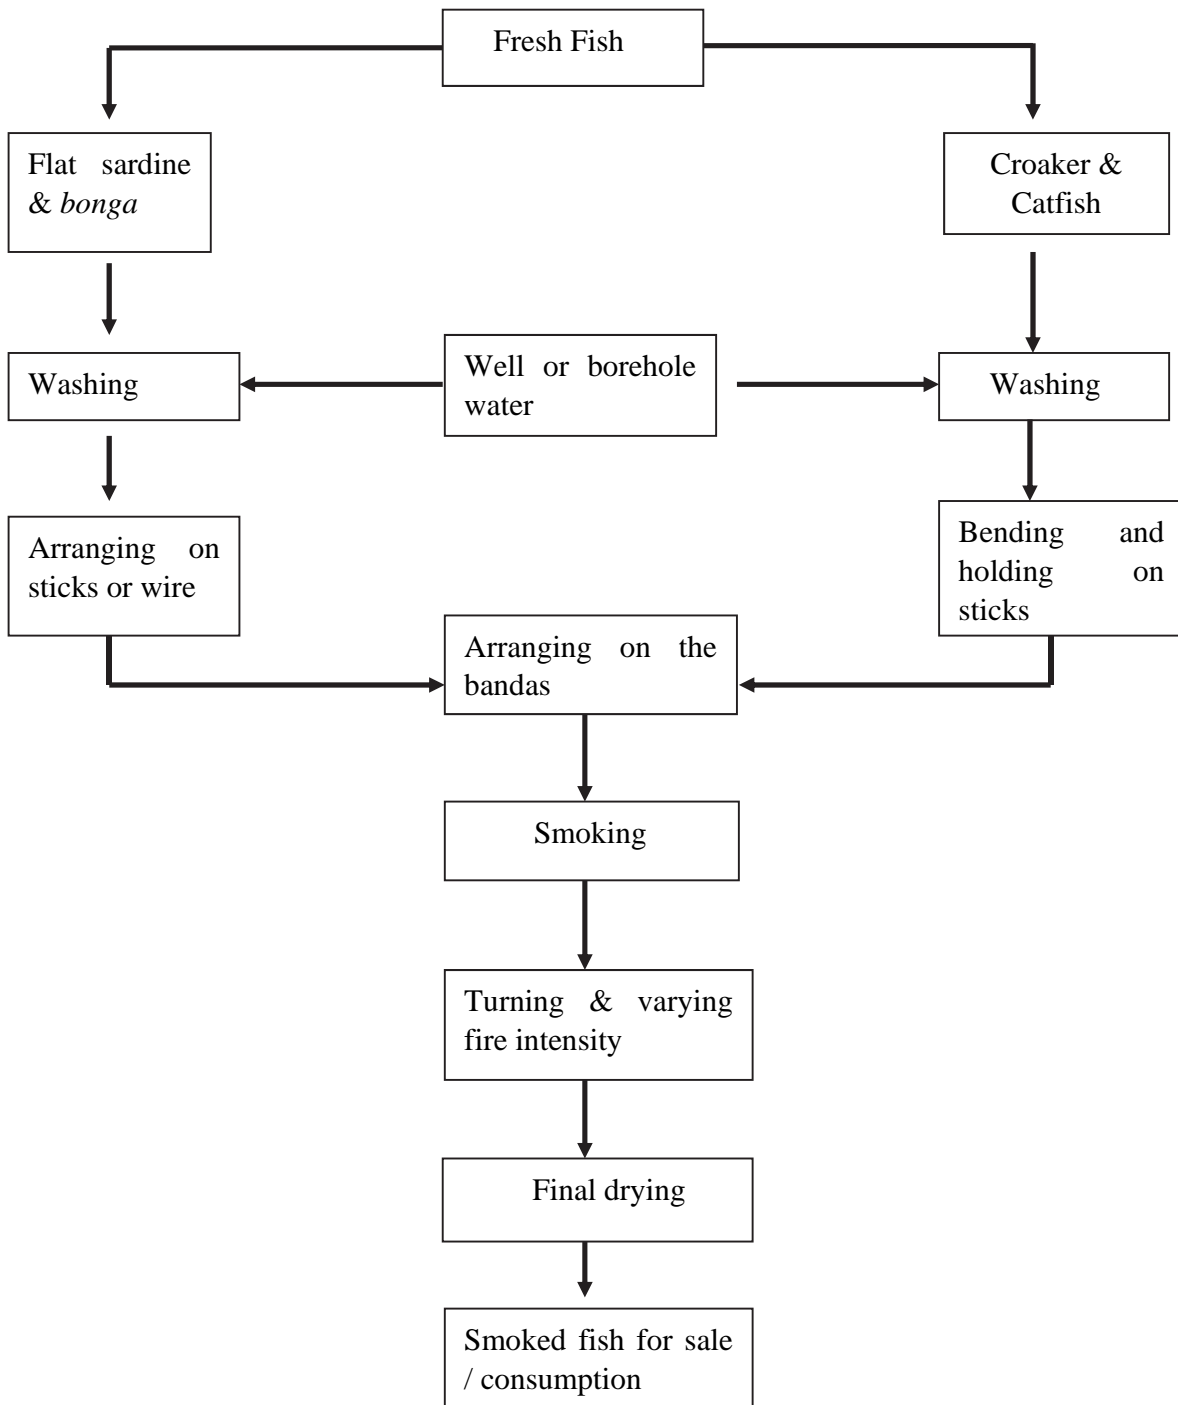 Fresh Fish
Flat sardine
& bonga
Croaker &
Catfish
Washing
Well or borehole
water
Washing
Arranging on
sticks or wire
Bending and
holding on
sticks
Arranging on the
bandas
Smoking
Turning & varying
fire intensity
Final drying
Smoked fish for sale
/ consumption